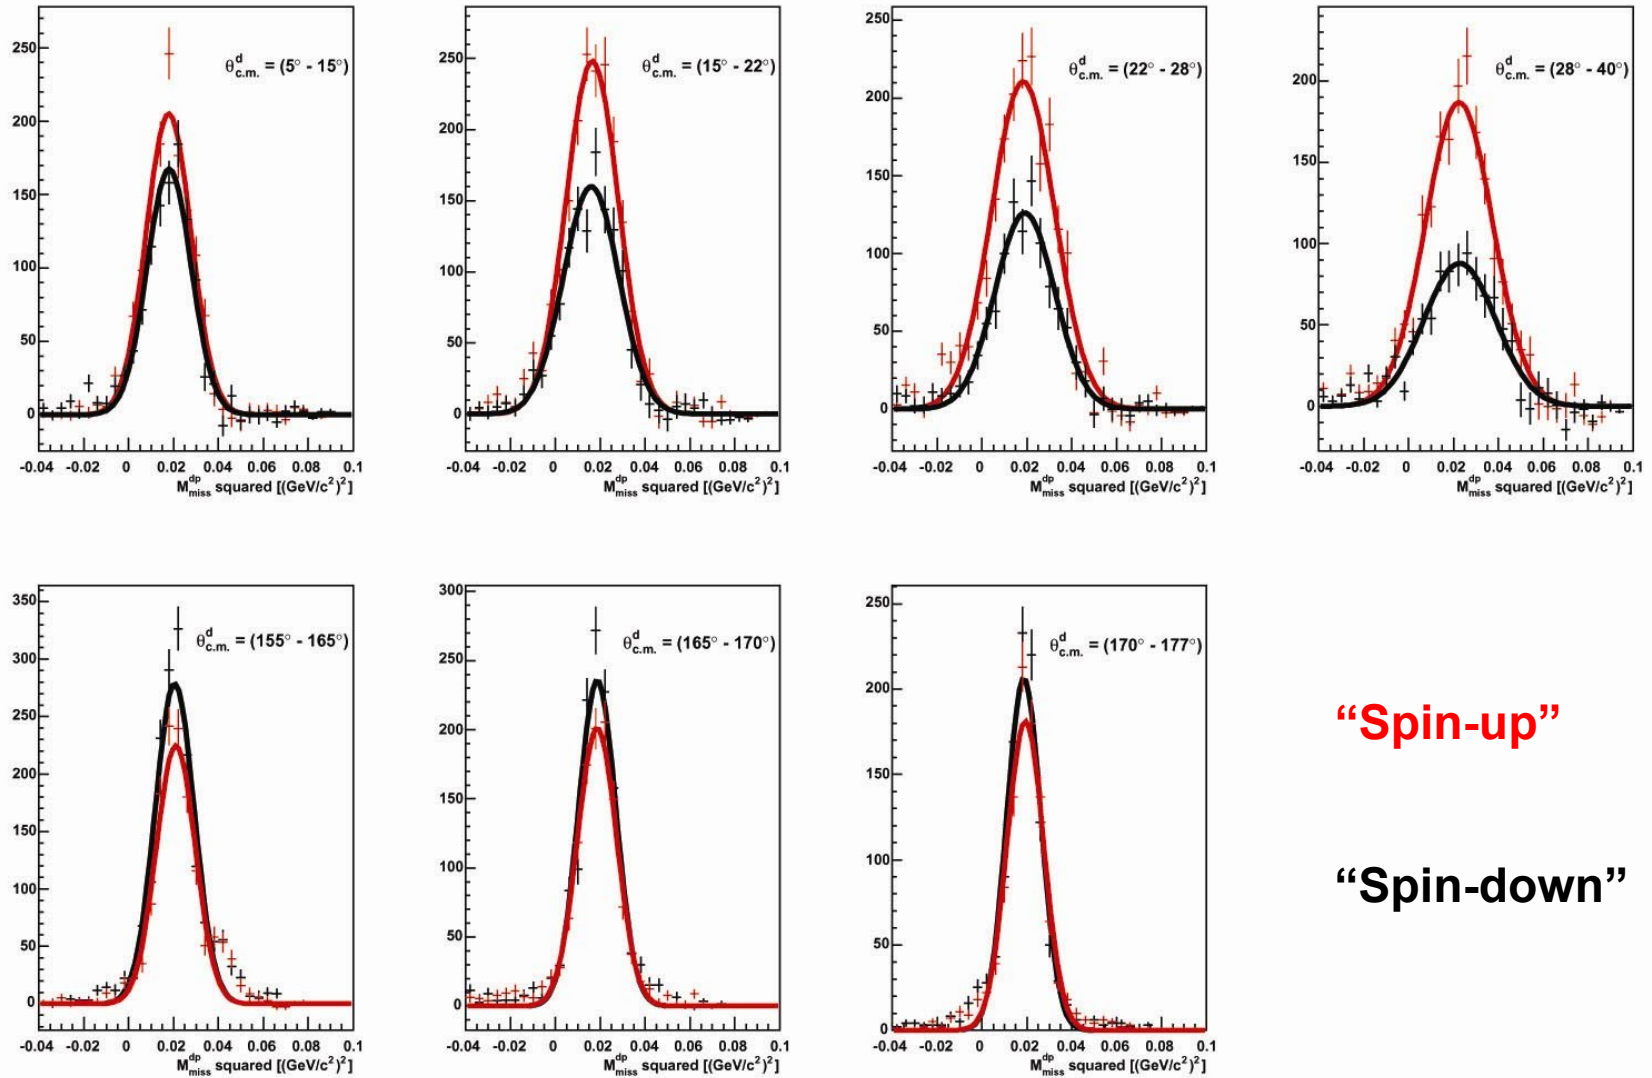 250
200
150
100
50
0
-0.04 -0.02 0 0.02 0.04 0.06 0.08 0.1
θ^d_c.m. = (5° - 15°)
M^dp_miss squared [(GeV/c²)²]
250
200
150
100
50
0
-0.04 -0.02 0 0.02 0.04 0.06 0.08 0.1
θ^d_c.m. = (15° - 22°)
M^dp_miss squared [(GeV/c²)²]
250
200
150
100
50
0
-0.04 -0.02 0 0.02 0.04 0.06 0.08 0.1
θ^d_c.m. = (22° - 28°)
M^dp_miss squared [(GeV/c²)²]
200
150
100
50
0
-0.04 -0.02 0 0.02 0.04 0.06 0.08 0.1
θ^d_c.m. = (28° - 40°)
M^dp_miss squared [(GeV/c²)²]
350
300
250
200
150
100
50
0
-0.04 -0.02 0 0.02 0.04 0.06 0.08 0.1
θ^d_c.m. = (155° - 165°)
M^dp_miss squared [(GeV/c²)²]
300
250
200
150
100
50
0
-0.04 -0.02 0 0.02 0.04 0.06 0.08 0.1
θ^d_c.m. = (165° - 170°)
M^dp_miss squared [(GeV/c²)²]
250
200
150
100
50
0
-0.04 -0.02 0 0.02 0.04 0.06 0.08 0.1
θ^d_c.m. = (170° - 177°)
M^dp_miss squared [(GeV/c²)²]
“Spin-up”
“Spin-down”